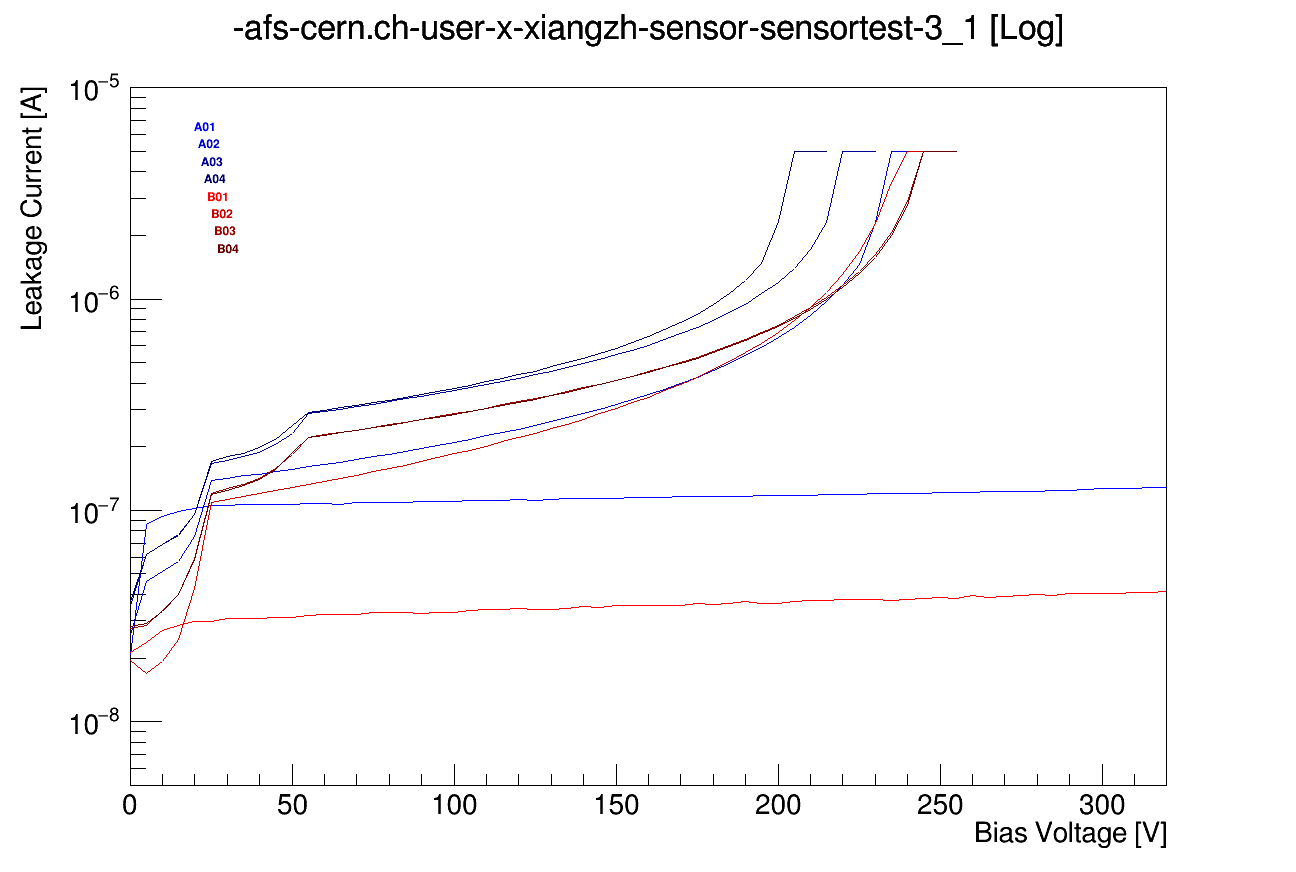 -afs-cern.ch-user-x-xiangzh-sensor-sensortest-3_1 [Log]
Leakage Current [A]
10⁻⁵
10⁻⁶
10⁻⁷
10⁻⁸
A01
A02
A03
A04
B01
B02
B03
B04
0 50 100 150 200 250 300
Bias Voltage [V]